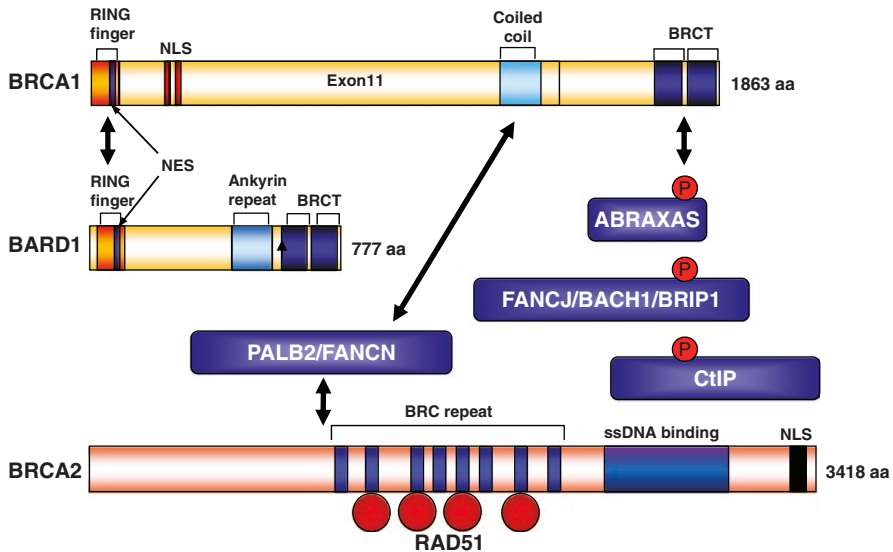 RING
finger
NLS
Coiled
coil
BRCT
BRCA1
Exon11
1863 aa
NES
RING
finger
Ankyrin
repeat
BRCT
BARD1
777 aa
P
ABRAXAS
P
FANCJ/BACH1/BRIP1
PALB2/FANCN
P
CtIP
BRC repeat
ssDNA binding
NLS
BRCA2
3418 aa
RAD51